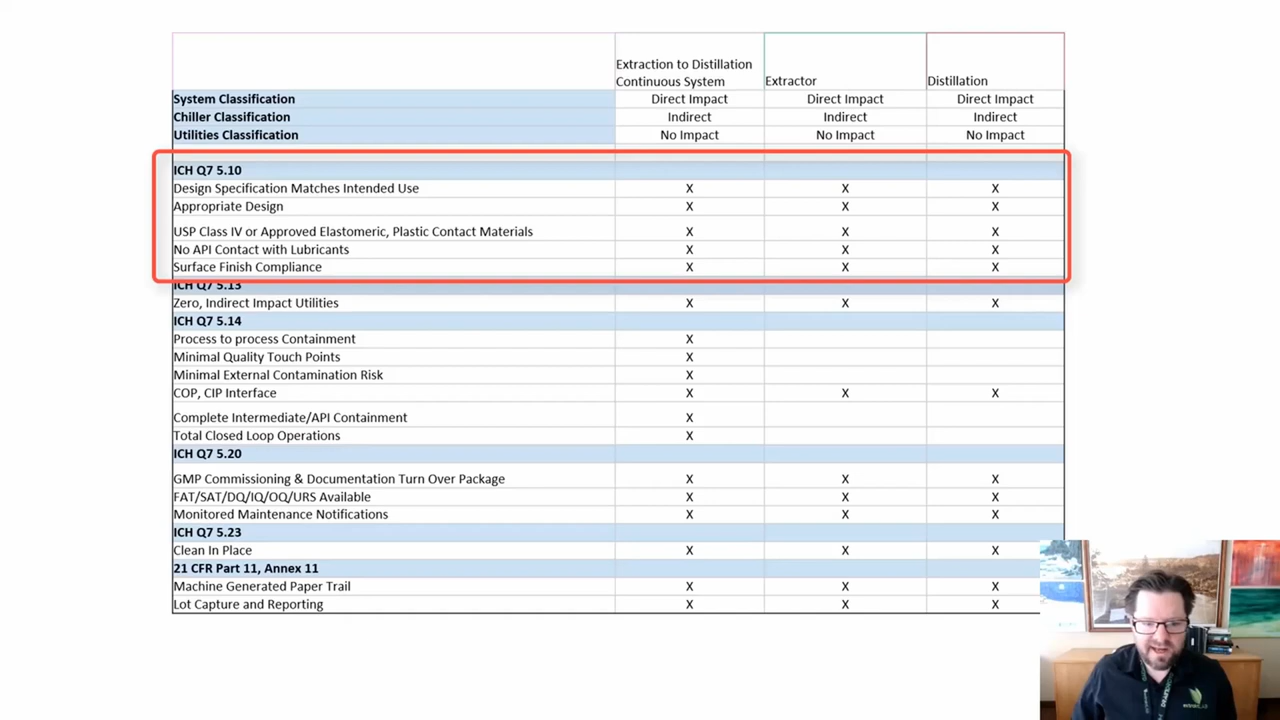 Extraction to Distillation
Continuous System Extractor Distillation
System Classification Direct Impact Direct Impact Direct Impact
Chiller Classification Indirect Indirect Indirect
Utilities Classification No Impact No Impact No Impact
ICH Q7 5.10
Design Specification Matches Intended Use X X X
Appropriate Design X X X
USP Class IV or Approved Elastomeric, Plastic Contact Materials X X X
No API Contact with Lubricants X X X
Surface Finish Compliance X X X
ICH Q7 5.13
Zero, Indirect Impact Utilities X X X
ICH Q7 5.14
Process to process Containment X
Minimal Quality Touch Points X
Minimal External Contamination Risk X
COP, CIP Interface X X X
Complete Intermediate/API Containment X
Total Closed Loop Operations X
ICH Q7 5.20
GMP Commissioning & Documentation Turn Over Package X X X
FAT/SAT/DQ/IQ/OQ/URS Available X X X
Monitored Maintenance Notifications X X X
ICH Q7 5.23
Clean In Place X X X
21 CFR Part 11, Annex 11
Machine Generated Paper Trail X X X
Lot Capture and Reporting X X X